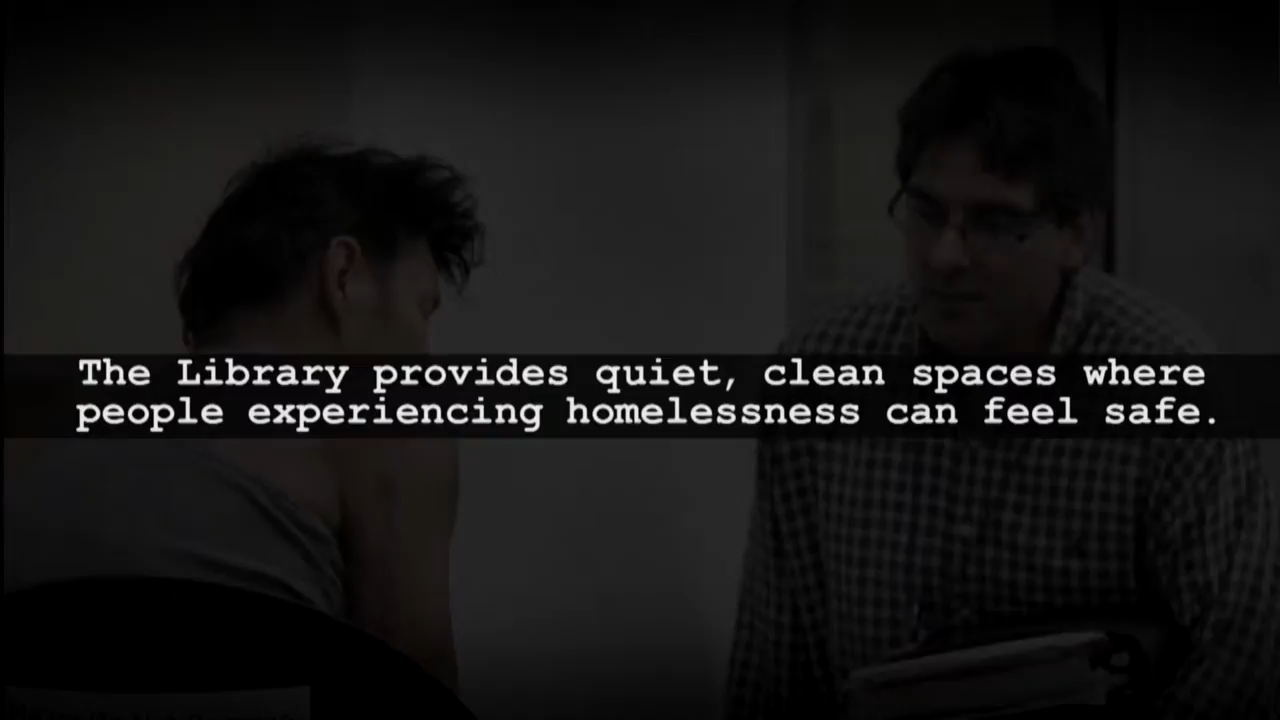 The Library provides quiet, clean spaces where
people experiencing homelessness can feel safe.